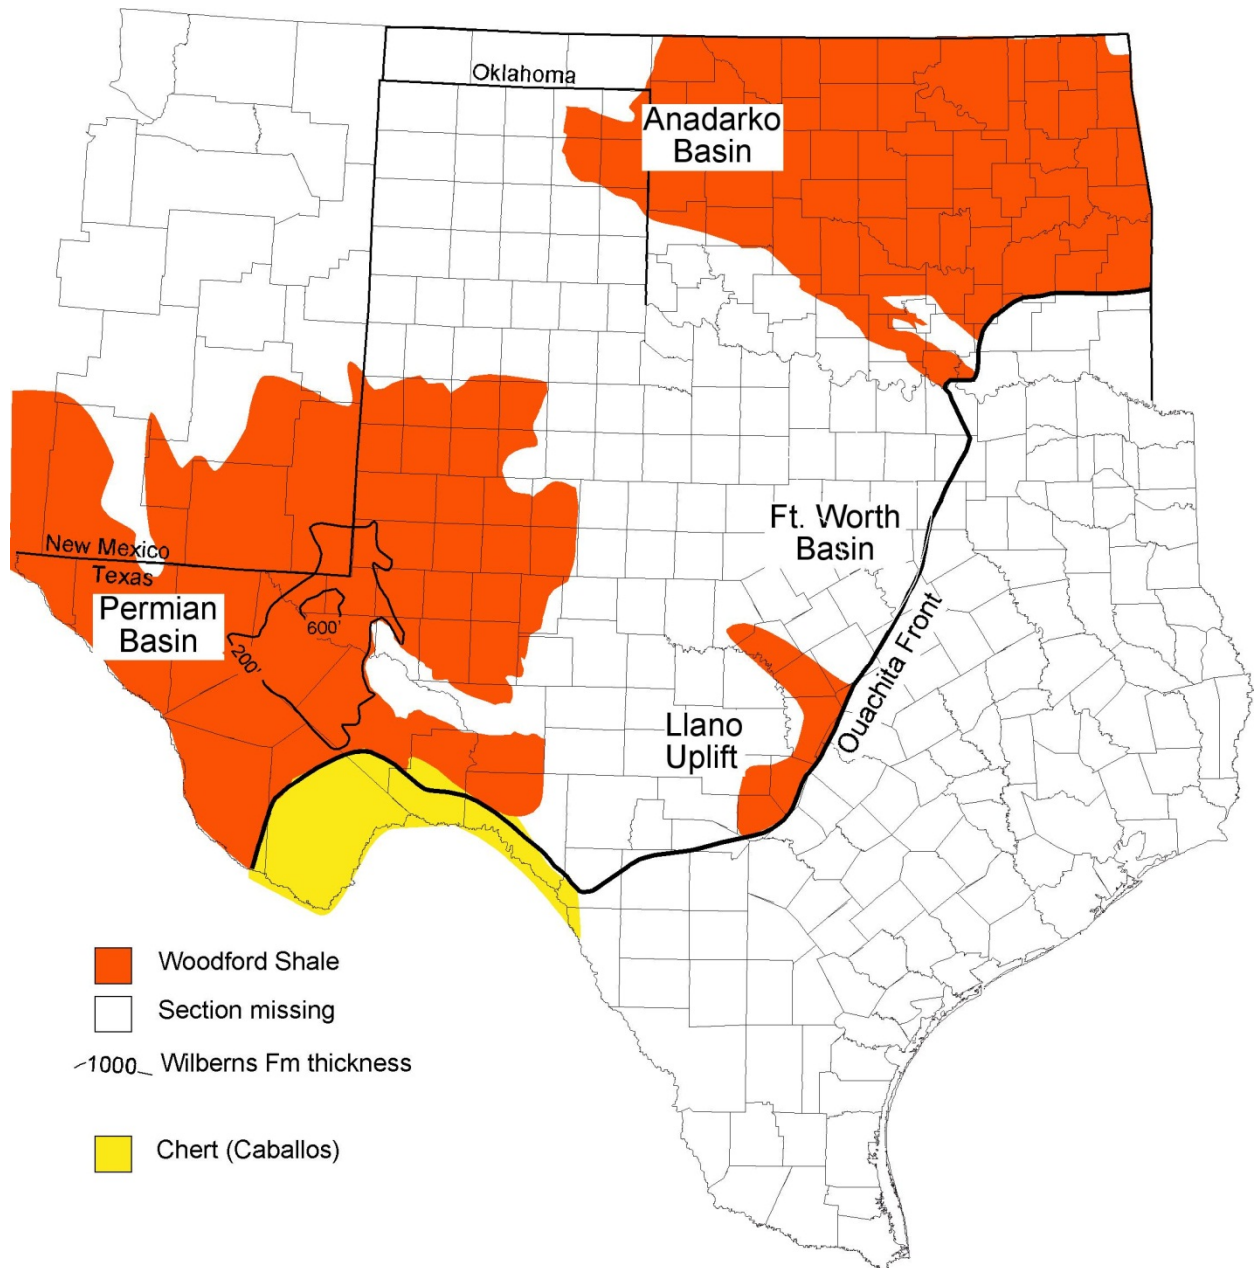 Oklahoma
Anadarko
Basin
Ft. Worth
Basin
New Mexico
Texas
Permian
Basin
600'
200'
Ouachita Front
Llano
Uplift
Woodford Shale
Section missing
1000 Wilberns Fm thickness
Chert (Caballos)